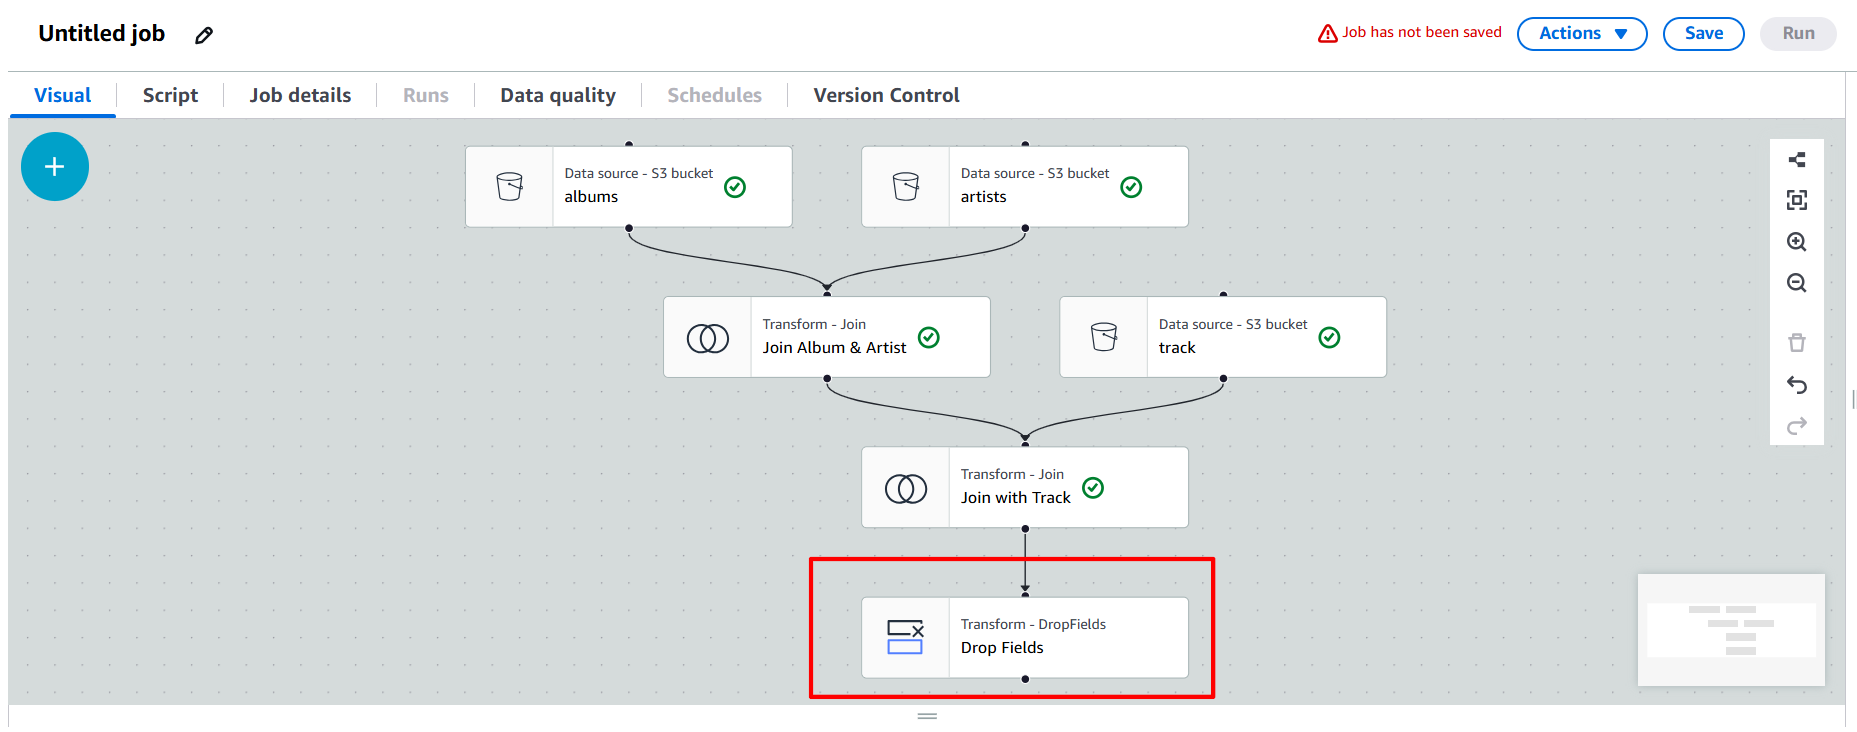 Untitled job
Job has not been saved
Actions
Save
Run
Visual
Script
Job details
Runs
Data quality
Schedules
Version Control
Data source - S3 bucket
albums
Data source - S3 bucket
artists
Transform - Join
Join Album & Artist
Data source - S3 bucket
track
Transform - Join
Join with Track
Transform - DropFields
Drop Fields